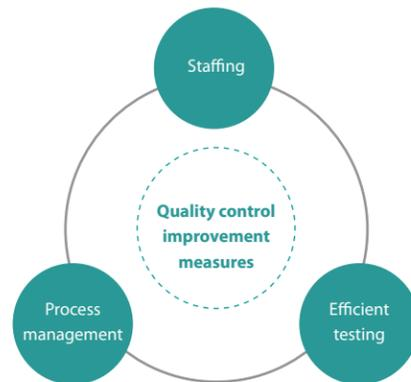 Staffing
Quality control
improvement
measures
Process
management
Efficient
testing